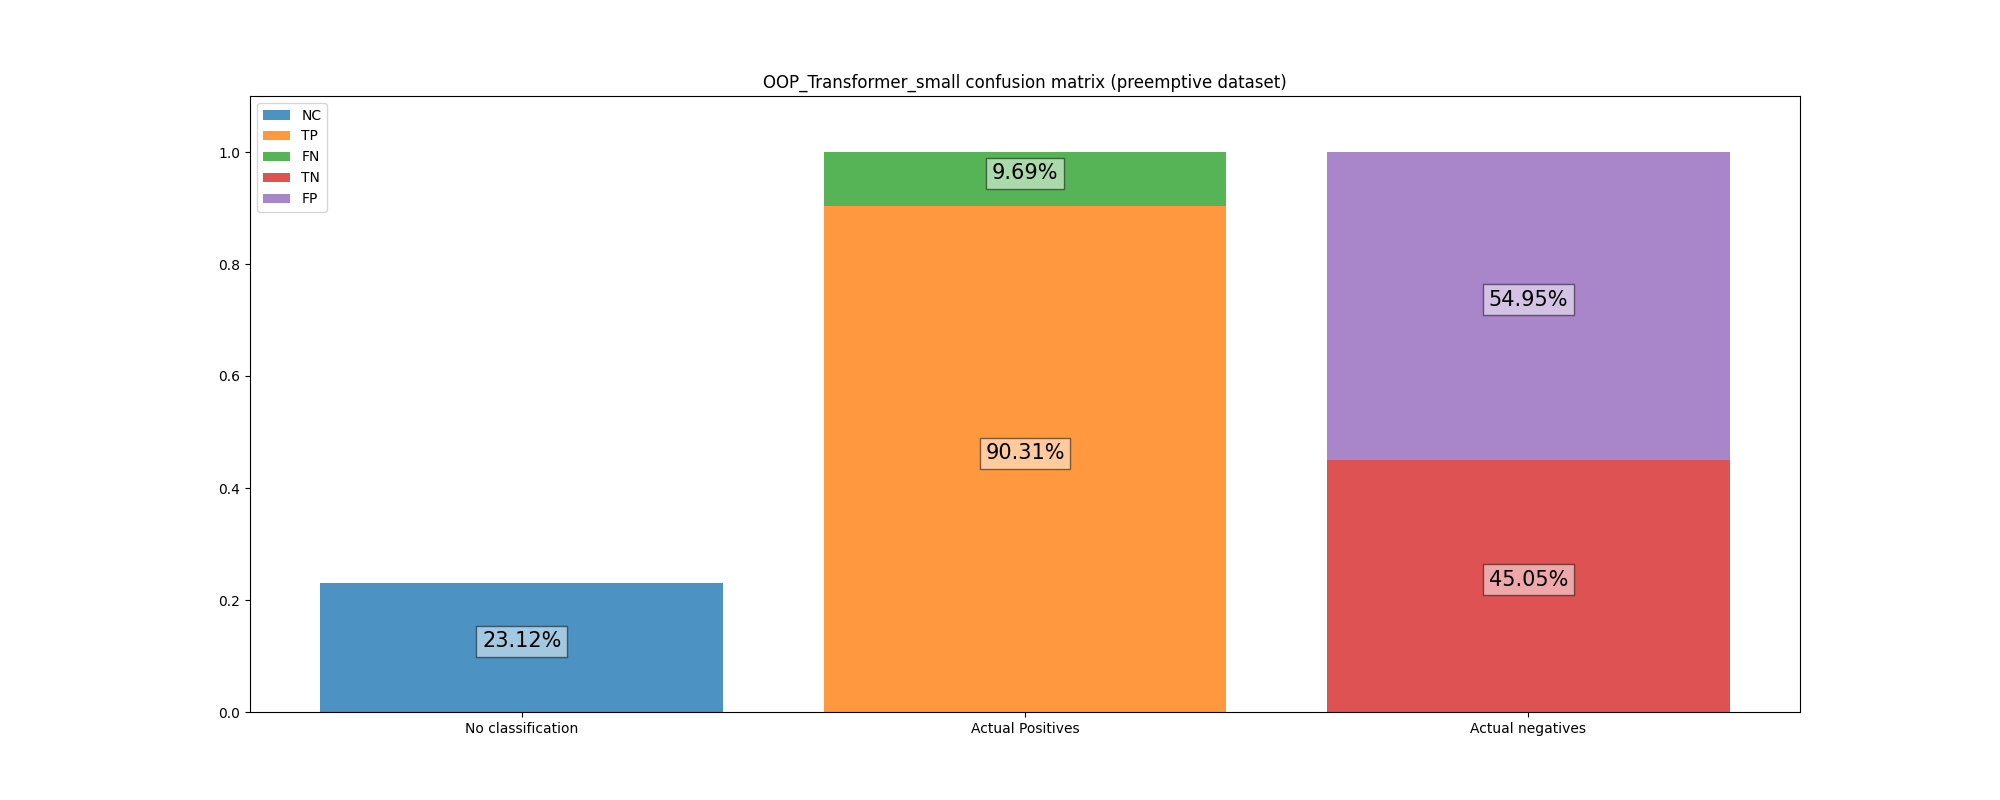 OOP_Transformer_small confusion matrix (preemptive dataset)
NC
TP
FN
TN
FP
1.0
0.8
0.6
0.4
0.2
0.0
9.69%
54.95%
90.31%
45.05%
23.12%
No classification
Actual Positives
Actual negatives